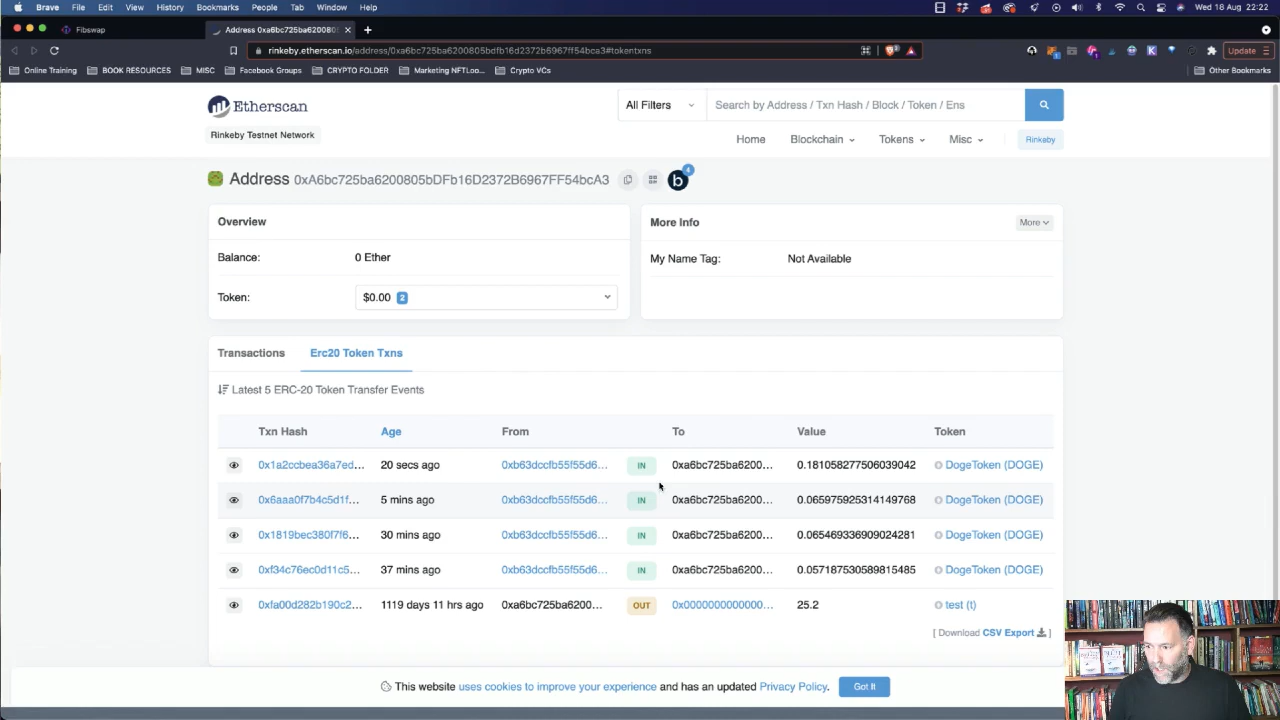 Brave File Edit View History Bookmarks People Tab Window Help Wed 18 Aug 22:22
Fibswap Address 0xa6bc725ba6200805
rinkeby.etherscan.io/address/0xa6bc725ba6200805bdfb16d2372b6967ff54bca3#tokentxns Update
Online Training BOOK RESOURCES MISC Facebook Groups CRYPTO FOLDER Marketing NFTLoo... Crypto VCs Other Bookmarks
Etherscan
All Filters Search by Address / Txn Hash / Block / Token / Ens
Rinkeby Testnet Network
Home Blockchain Tokens Misc Rinkeby
Address 0xA6bc725ba6200805bDFb16D2372B6967FF54bcA3 b 4
Overview
More Info More
Balance: 0 Ether
My Name Tag: Not Available
Token: $0.00 2
Transactions Erc20 Token Txns
Latest 5 ERC-20 Token Transfer Events
Txn Hash Age From To Value Token
0x1a2ccbea36a7ed... 20 secs ago 0xb63dccfb55f55d6... IN 0xa6bc725ba6200... 0.181058277506039042 DogeToken (DOGE)
0x6aaa0f7b4c5d1f... 5 mins ago 0xb63dccfb55f55d6... IN 0xa6bc725ba6200... 0.065975925314149768 DogeToken (DOGE)
0x1819bec380f7f6... 30 mins ago 0xb63dccfb55f55d6... IN 0xa6bc725ba6200... 0.065469336909024281 DogeToken (DOGE)
0xf34c76ec0d11c5... 37 mins ago 0xb63dccfb55f55d6... IN 0xa6bc725ba6200... 0.057187530589815485 DogeToken (DOGE)
0xfa00d282b190c2... 1119 days 11 hrs ago 0xa6bc725ba6200... OUT 0x0000000000000... 25.2 test (t)
[ Download CSV Export ]
This website uses cookies to improve your experience and has an updated Privacy Policy. Got It